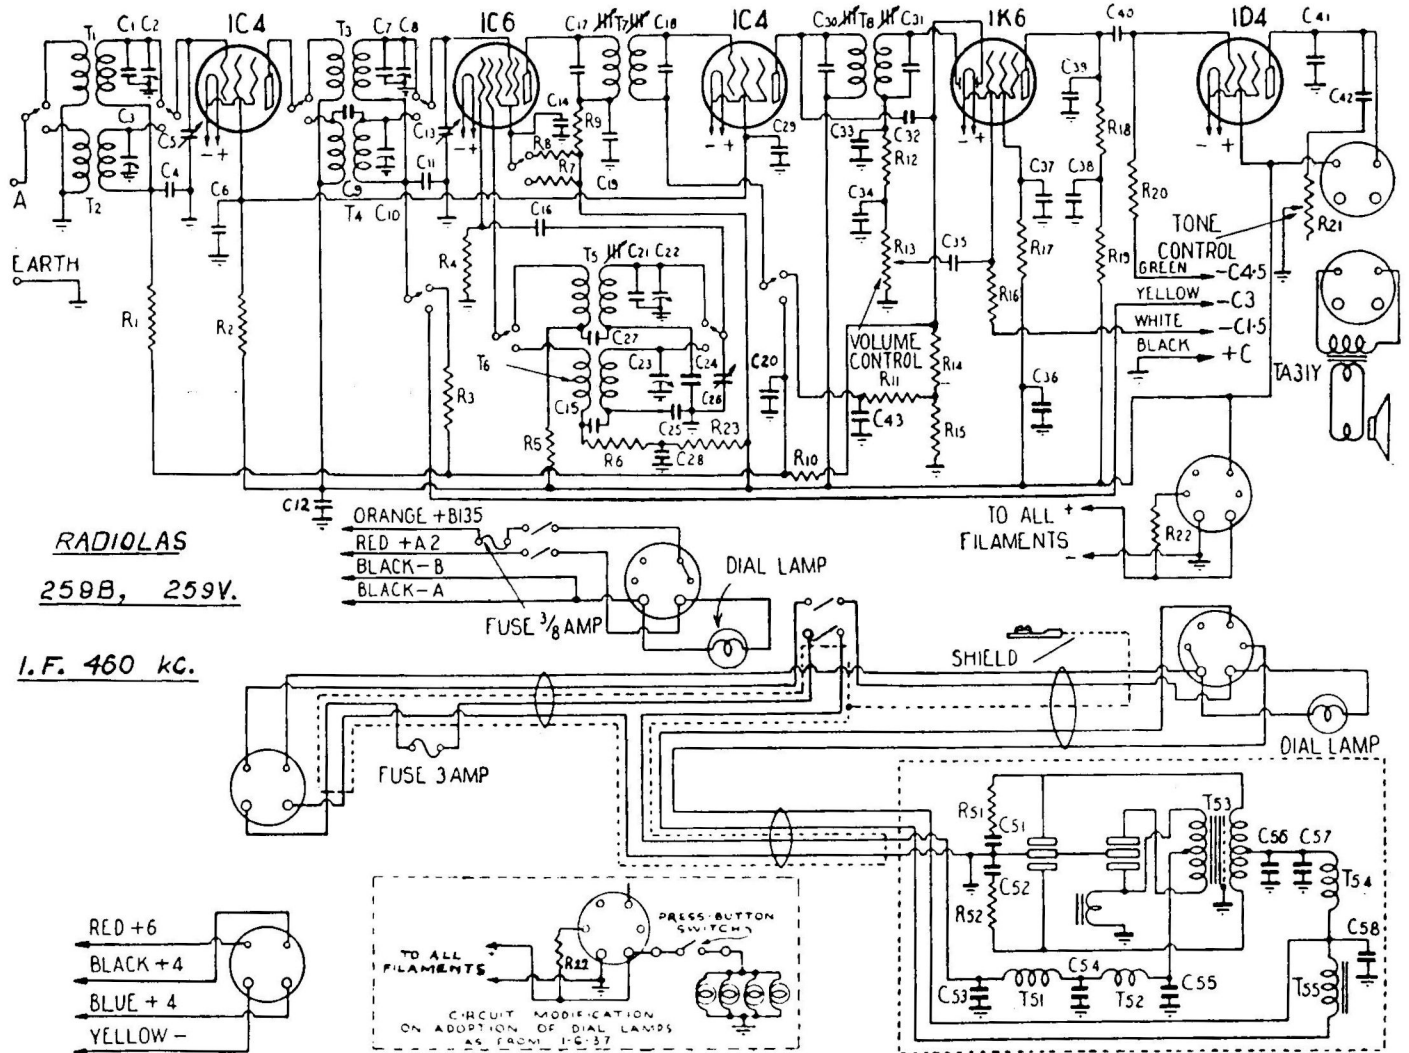 IC4
IC6
IC4
IK6
ID4
T1
C1
C2
C3
C4
C5
C6
T2
A
EARTH
R1
R2
T3
C7
C8
C9
T4
C10
C11
C12
C13
C14
R3
R4
R5
R6
R7
R8
R9
C15
C16
C17
T7
C18
C19
T5
C21
C22
T6
C27
C23
C24
C25
C26
C28
R23
C20
C29
C30
T8
C31
C32
C33
R12
C34
R13
VOLUME
CONTROL
R11
C43
R10
C35
R14
R15
R16
R17
C36
C37
C38
C39
R18
R19
C40
R20
C41
C42
R21
TONE
CONTROL
- +
- +
- +
- +
- +
GREEN -C4·5
YELLOW -C3
WHITE -C1·5
BLACK +C
TA31Y
R22
TO ALL +
FILAMENTS -
RADIOLAS
259B, 259V.
I.F. 460 kC.
ORANGE +B135
RED +A2
BLACK-B
BLACK-A
FUSE 3/8 AMP
DIAL LAMP
SHIELD
DIAL LAMP
FUSE 3 AMP
RED +6
BLACK +4
BLUE +4
YELLOW -
TO ALL
FILAMENTS
R22
PRESS-BUTTON
SWITCH
CIRCUIT MODIFICATION
ON ADOPTION OF DIAL LAMPS
AS FROM 1-6-37
R51
C51
C52
R52
T53
C56
C57
T54
C58
T55
C53
T51
C54
T52
C55